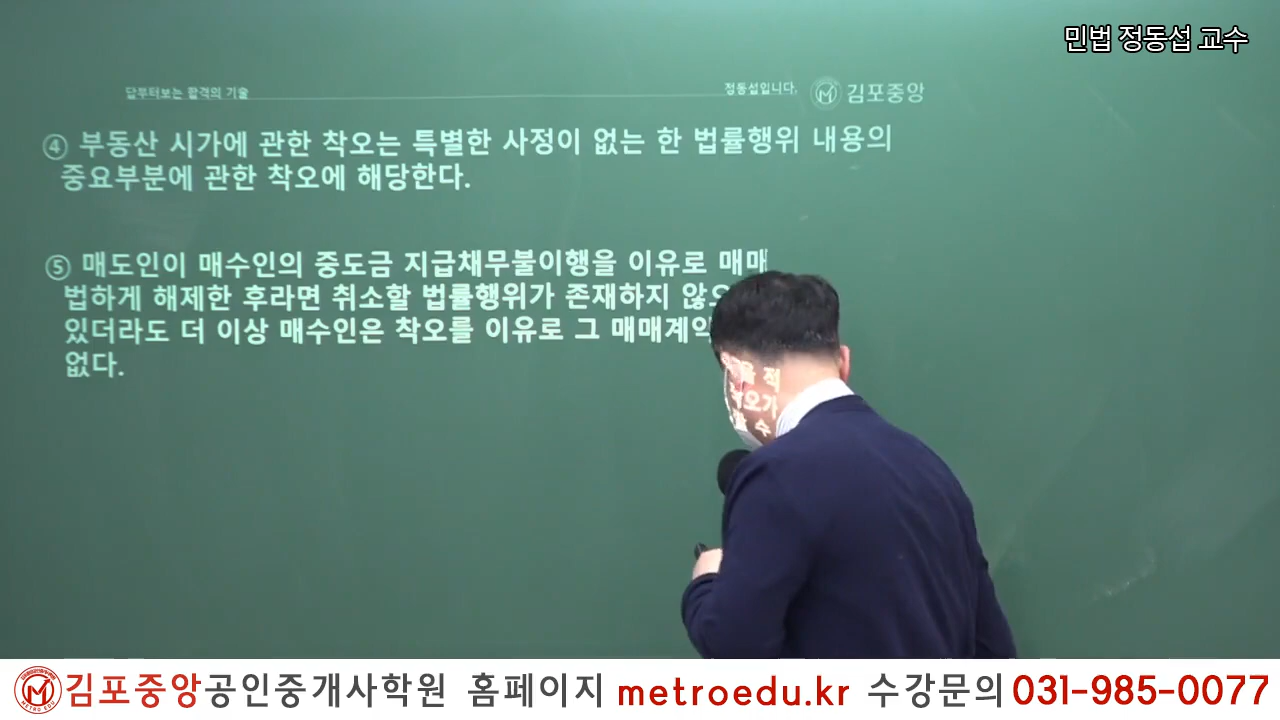 민법 정동섭 교수
답부터보는 합격의 기술
정동섭입니다.
김포중앙
④ 부동산 시가에 관한 착오는 특별한 사정이 없는 한 법률행위 내용의
중요부분에 관한 착오에 해당한다.
⑤ 매도인이 매수인의 중도금 지급채무불이행을 이유로 매매
법하게 해제한 후라면 취소할 법률행위가 존재하지 않으
있더라도 더 이상 매수인은 착오를 이유로 그 매매계약
없다.
을 적
오가
수
METRO EDU
김포중앙공인중개사학원 홈페이지 metroedu.kr 수강문의 031-985-0077